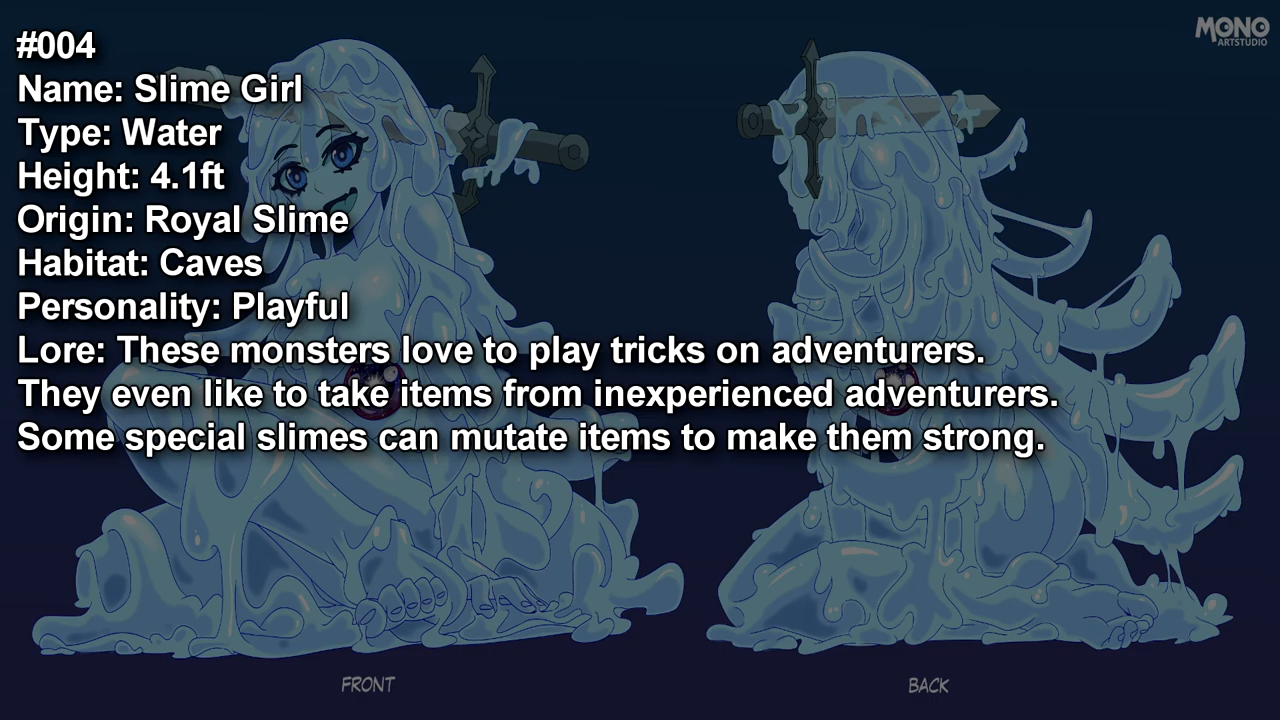 MONO
ARTSTUDIO
#004
Name: Slime Girl
Type: Water
Height: 4.1ft
Origin: Royal Slime
Habitat: Caves
Personality: Playful
Lore: These monsters love to play tricks on adventurers.
They even like to take items from inexperienced adventurers.
Some special slimes can mutate items to make them strong.
FRONT
BACK